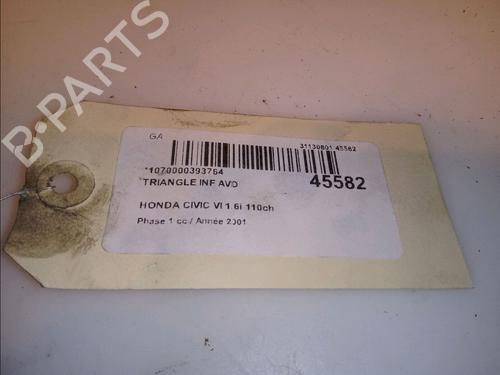 B-PARTS
GA
31130801 45582
*1070000393764
TRIANGLE INF AVD
45582
HONDA CIVIC VI 1.6i 110ch
Phase 1 cc / Année 2001